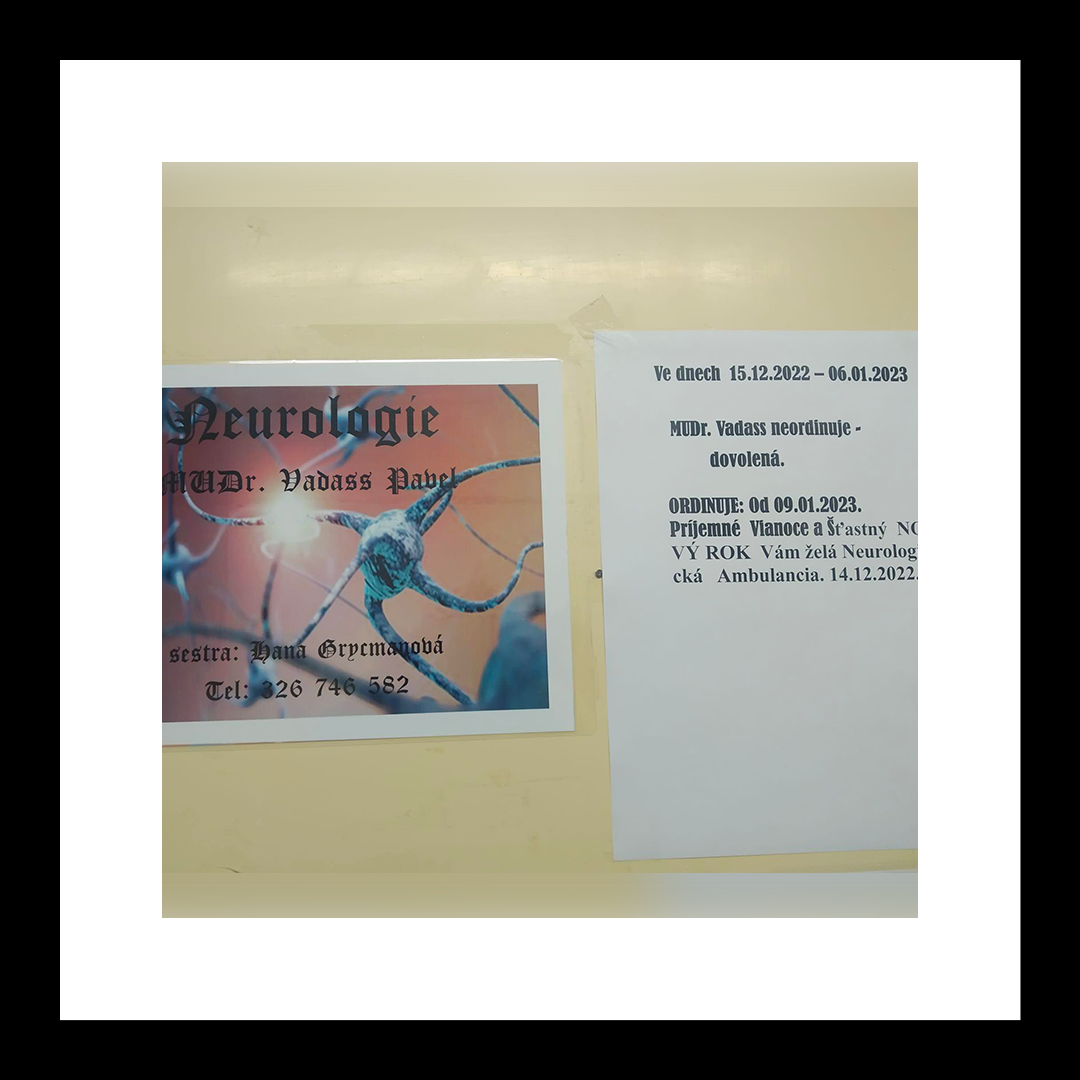 Neurologie
MUDr. Vadass Pavel
sestra: Hana Grycmanová
Tel: 326 746 582
Ve dnech 15.12.2022 – 06.01.2023
MUDr. Vadass neordinuje -
dovolená.
ORDINUJE: Od 09.01.2023.
Príjemné Vianoce a Šťastný NO
VÝ ROK Vám želá Neurolog
cká Ambulancia. 14.12.2022.